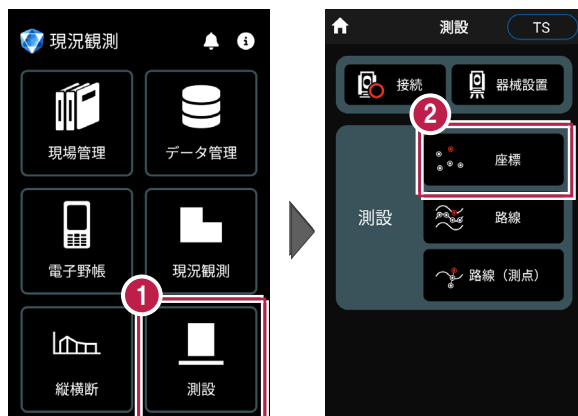 現況観測
現場管理
データ管理
電子野帳
現況観測
1
縦横断
測設
測設
TS
接続
器械設置
2
座標
測設
路線
路線（測点）